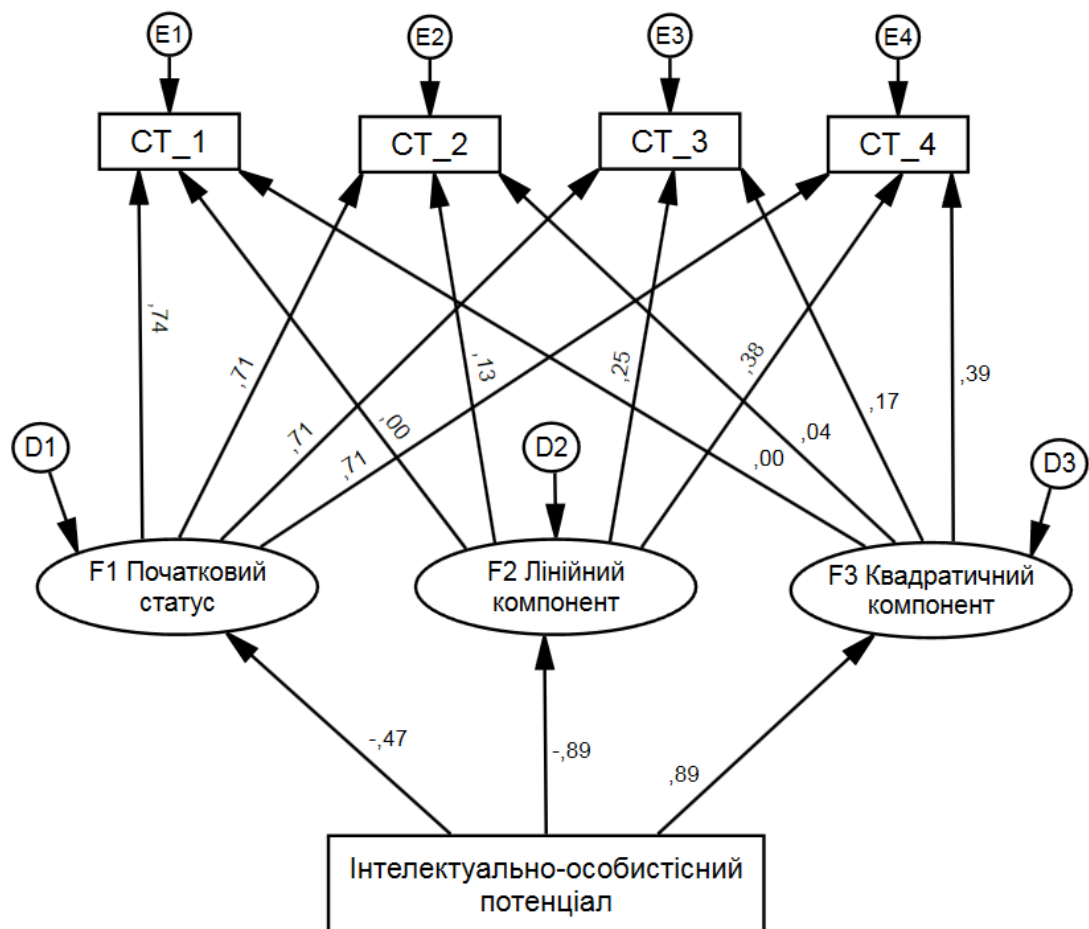 E1
E2
E3
E4
CT_1
CT_2
CT_3
CT_4
,74
,71
,71
,71
,00
,13
,25
,38
,00
,04
,17
,39
D1
D2
D3
F1 Початковий
статус
F2 Лінійний
компонент
F3 Квадратичний
компонент
-,47
-,89
,89
Інтелектуально-особистісний
потенціал